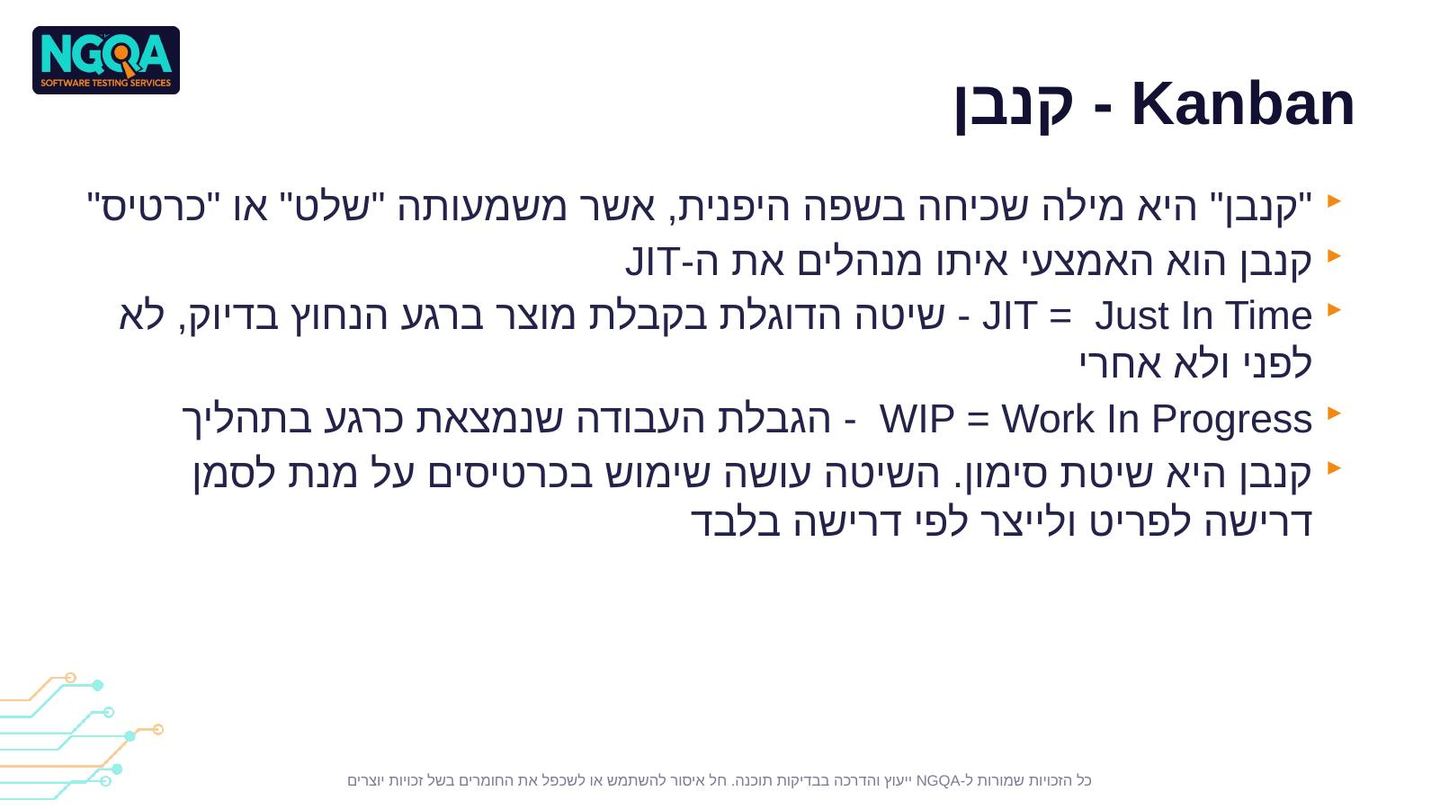 NGQA
SOFTWARE TESTING SERVICES
Kanban - קנבן
"קנבן" היא מילה שכיחה בשפה היפנית, אשר משמעותה "שלט" או "כרטיס"
קנבן הוא האמצעי איתו מנהלים את ה-JIT
JIT = Just In Time - שיטה הדוגלת בקבלת מוצר ברגע הנחוץ בדיוק, לא
לפני ולא אחרי
WIP = Work In Progress - הגבלת העבודה שנמצאת כרגע בתהליך
קנבן היא שיטת סימון. השיטה עושה שימוש בכרטיסים על מנת לסמן
דרישה לפריט ולייצר לפי דרישה בלבד
כל הזכויות שמורות ל-NGQA ייעוץ והדרכה בבדיקות תוכנה. חל איסור להשתמש או לשכפל את החומרים בשל זכויות יוצרים